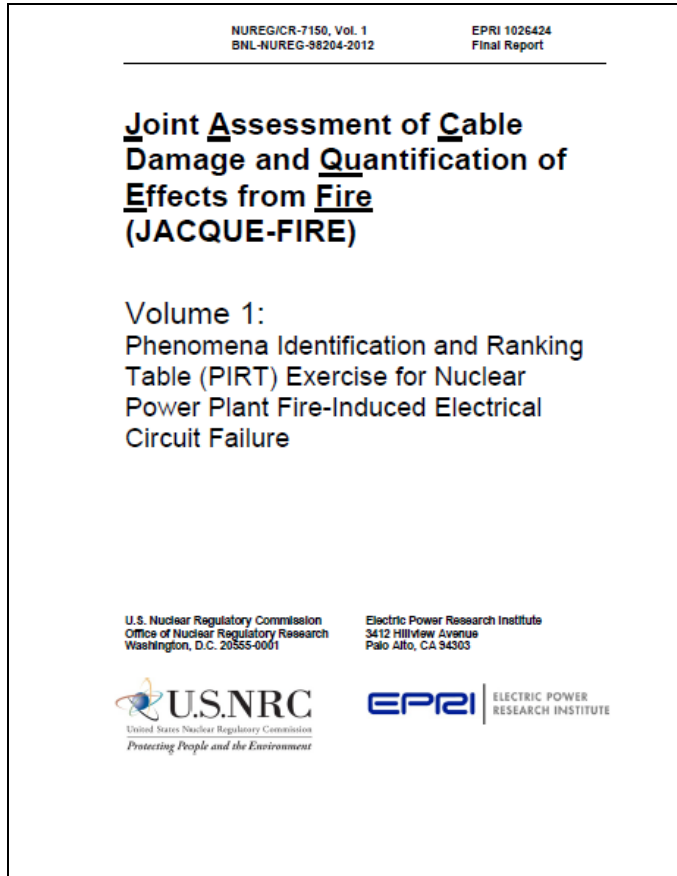 NUREG/CR-7150, Vol. 1
BNL-NUREG-98204-2012
EPRI 1026424
Final Report
Joint Assessment of Cable
Damage and Quantification of
Effects from Fire
(JACQUE-FIRE)
Volume 1:
Phenomena Identification and Ranking
Table (PIRT) Exercise for Nuclear
Power Plant Fire-Induced Electrical
Circuit Failure
U.S. Nuclear Regulatory Commission
Office of Nuclear Regulatory Research
Washington, D.C. 20555-0001
Electric Power Research Institute
3412 Hillview Avenue
Palo Alto, CA 94303
U.S.NRC
United States Nuclear Regulatory Commission
Protecting People and the Environment
EPRI
ELECTRIC POWER
RESEARCH INSTITUTE